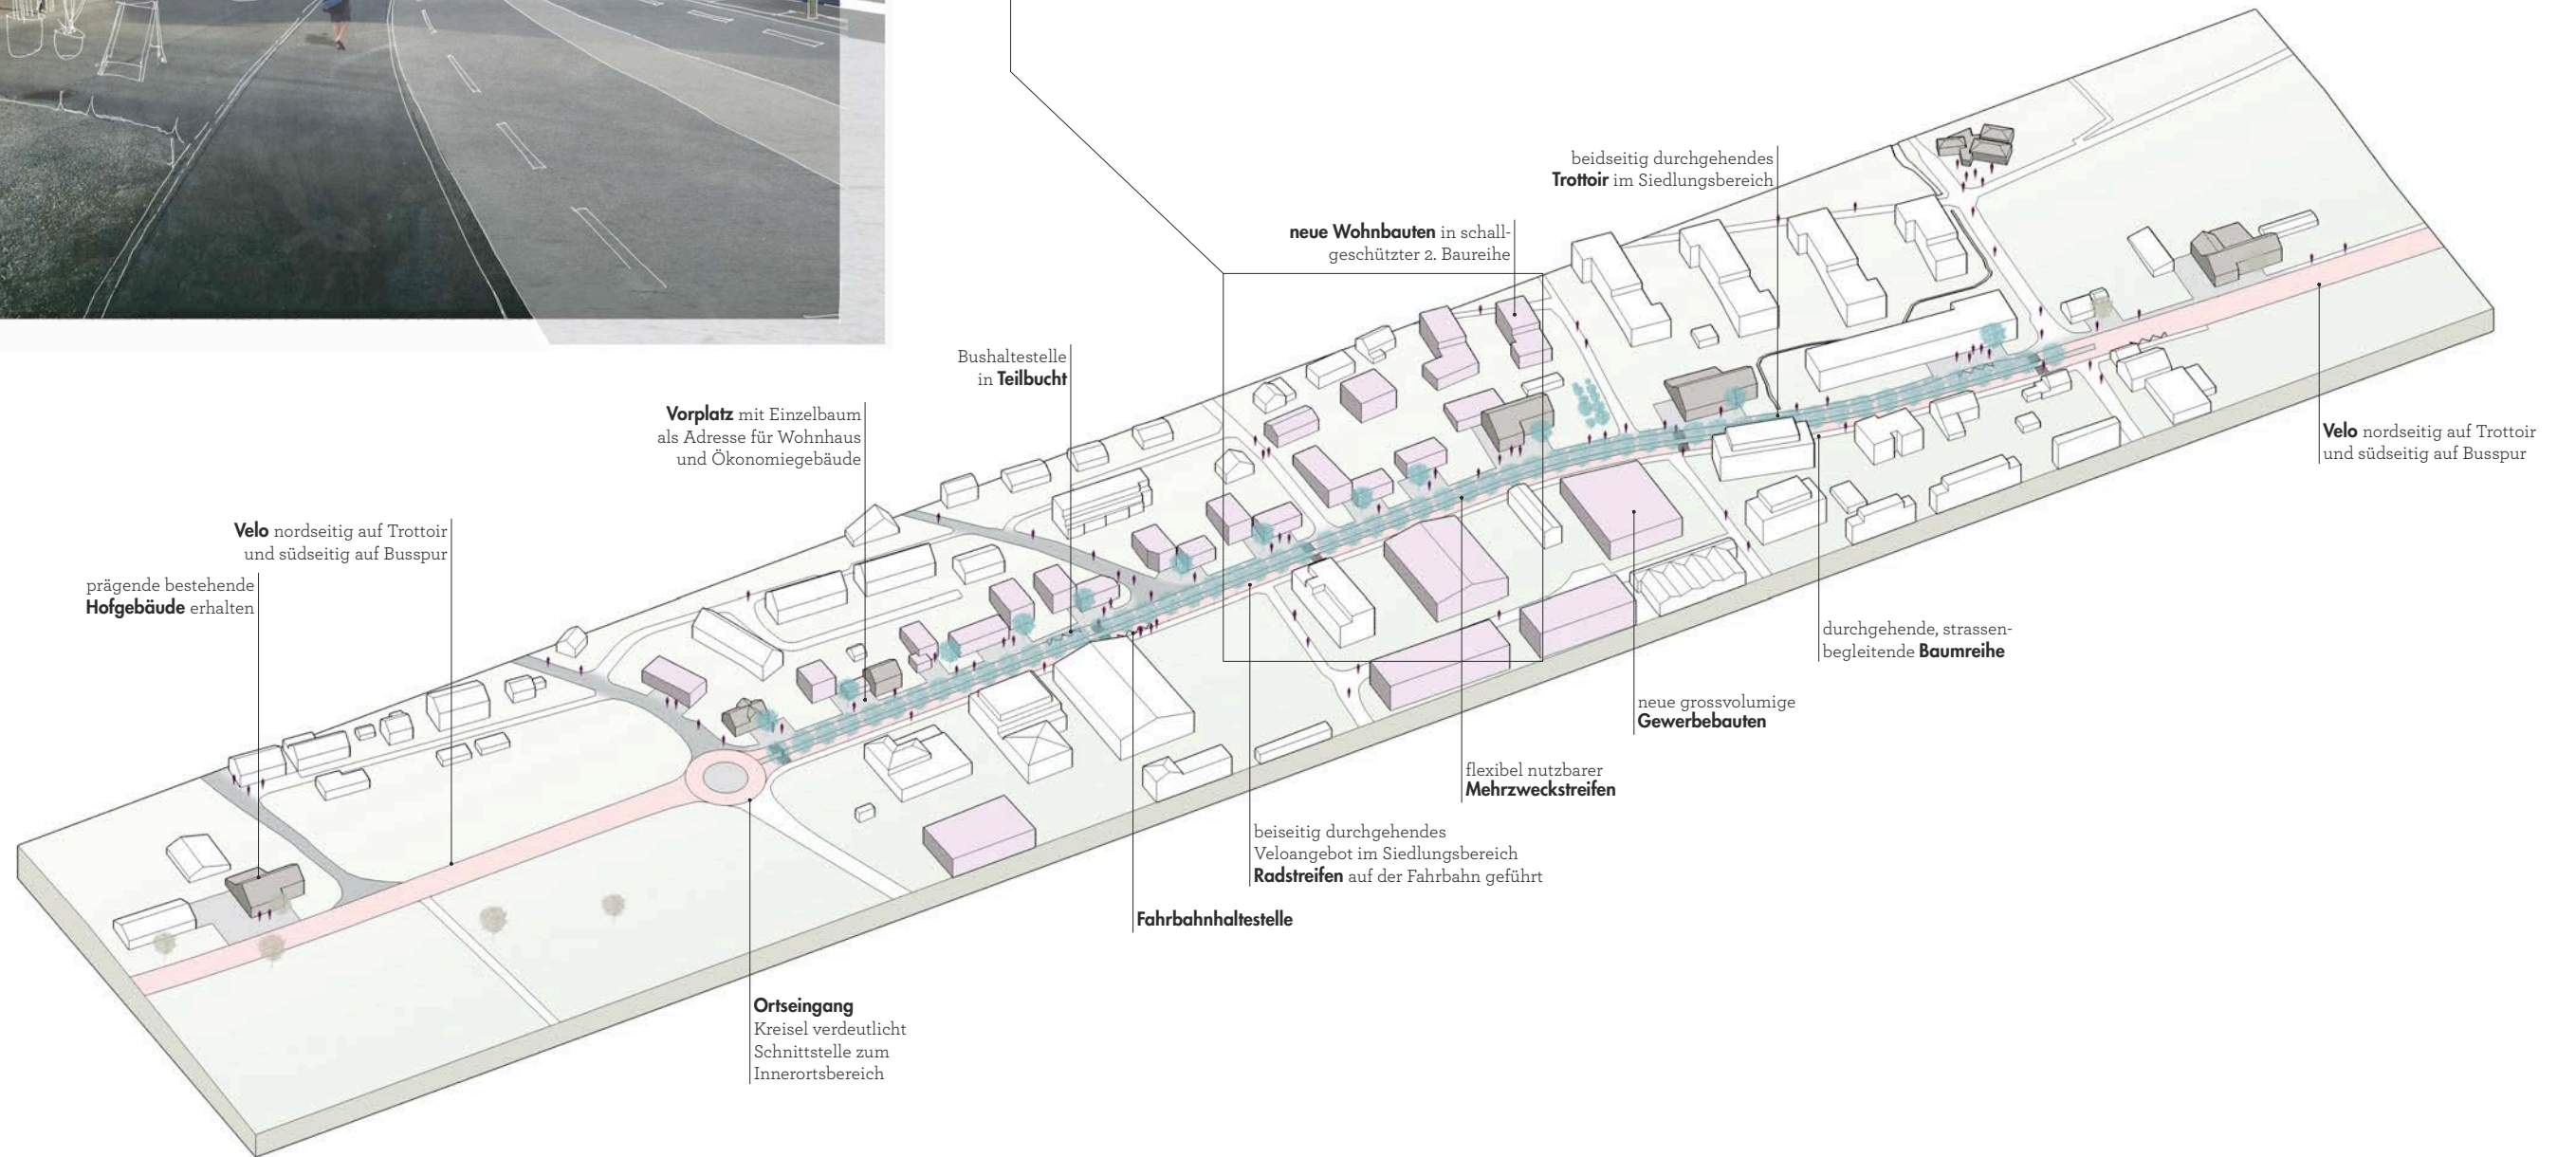 beidseitig durchgehendes
Trottoir im Siedlungsbereich
neue Wohnbauten in schall-
geschützter 2. Baureihe
Bushaltestelle
in Teilbucht
Vorplatz mit Einzelbaum
als Adresse für Wohnhaus
und Ökonomiegebäude
Velo nordseitig auf Trottoir
und südseitig auf Busspur
Velo nordseitig auf Trottoir
und südseitig auf Busspur
prägende bestehende
Hofgebäude erhalten
durchgehende, strassen-
begleitende Baumreihe
neue grossvolumige
Gewerbebauten
flexibel nutzbarer
Mehrzweckstreifen
beiseitig durchgehendes
Veloangebot im Siedlungsbereich
Radstreifen auf der Fahrbahn geführt
Fahrbahnhaltestelle
Ortseingang
Kreisel verdeutlicht
Schnittstelle zum
Innerortsbereich